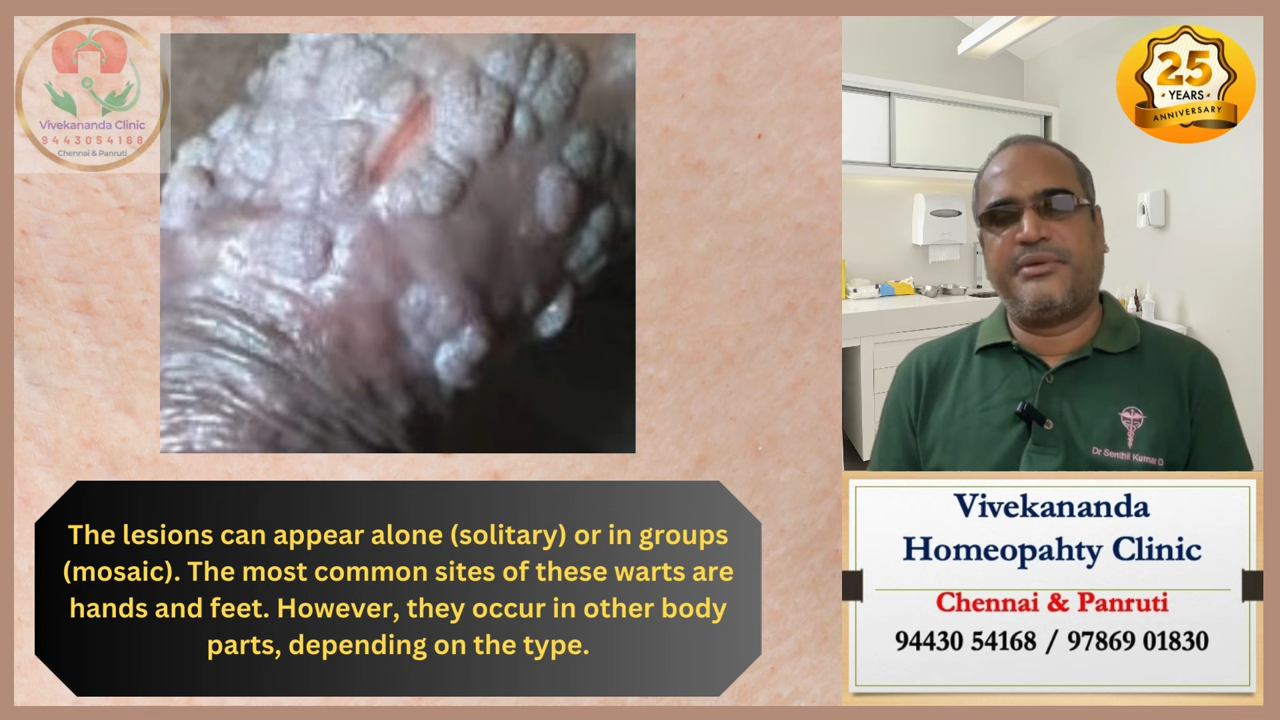 Vivekananda Clinic
9443054168
Chennai & Panruti
25
YEARS
ANNIVERSARY
Dr Senthil Kumar D
The lesions can appear alone (solitary) or in groups
(mosaic). The most common sites of these warts are
hands and feet. However, they occur in other body
parts, depending on the type.
Vivekananda
Homeopahty Clinic
Chennai & Panruti
94430 54168 / 97869 01830